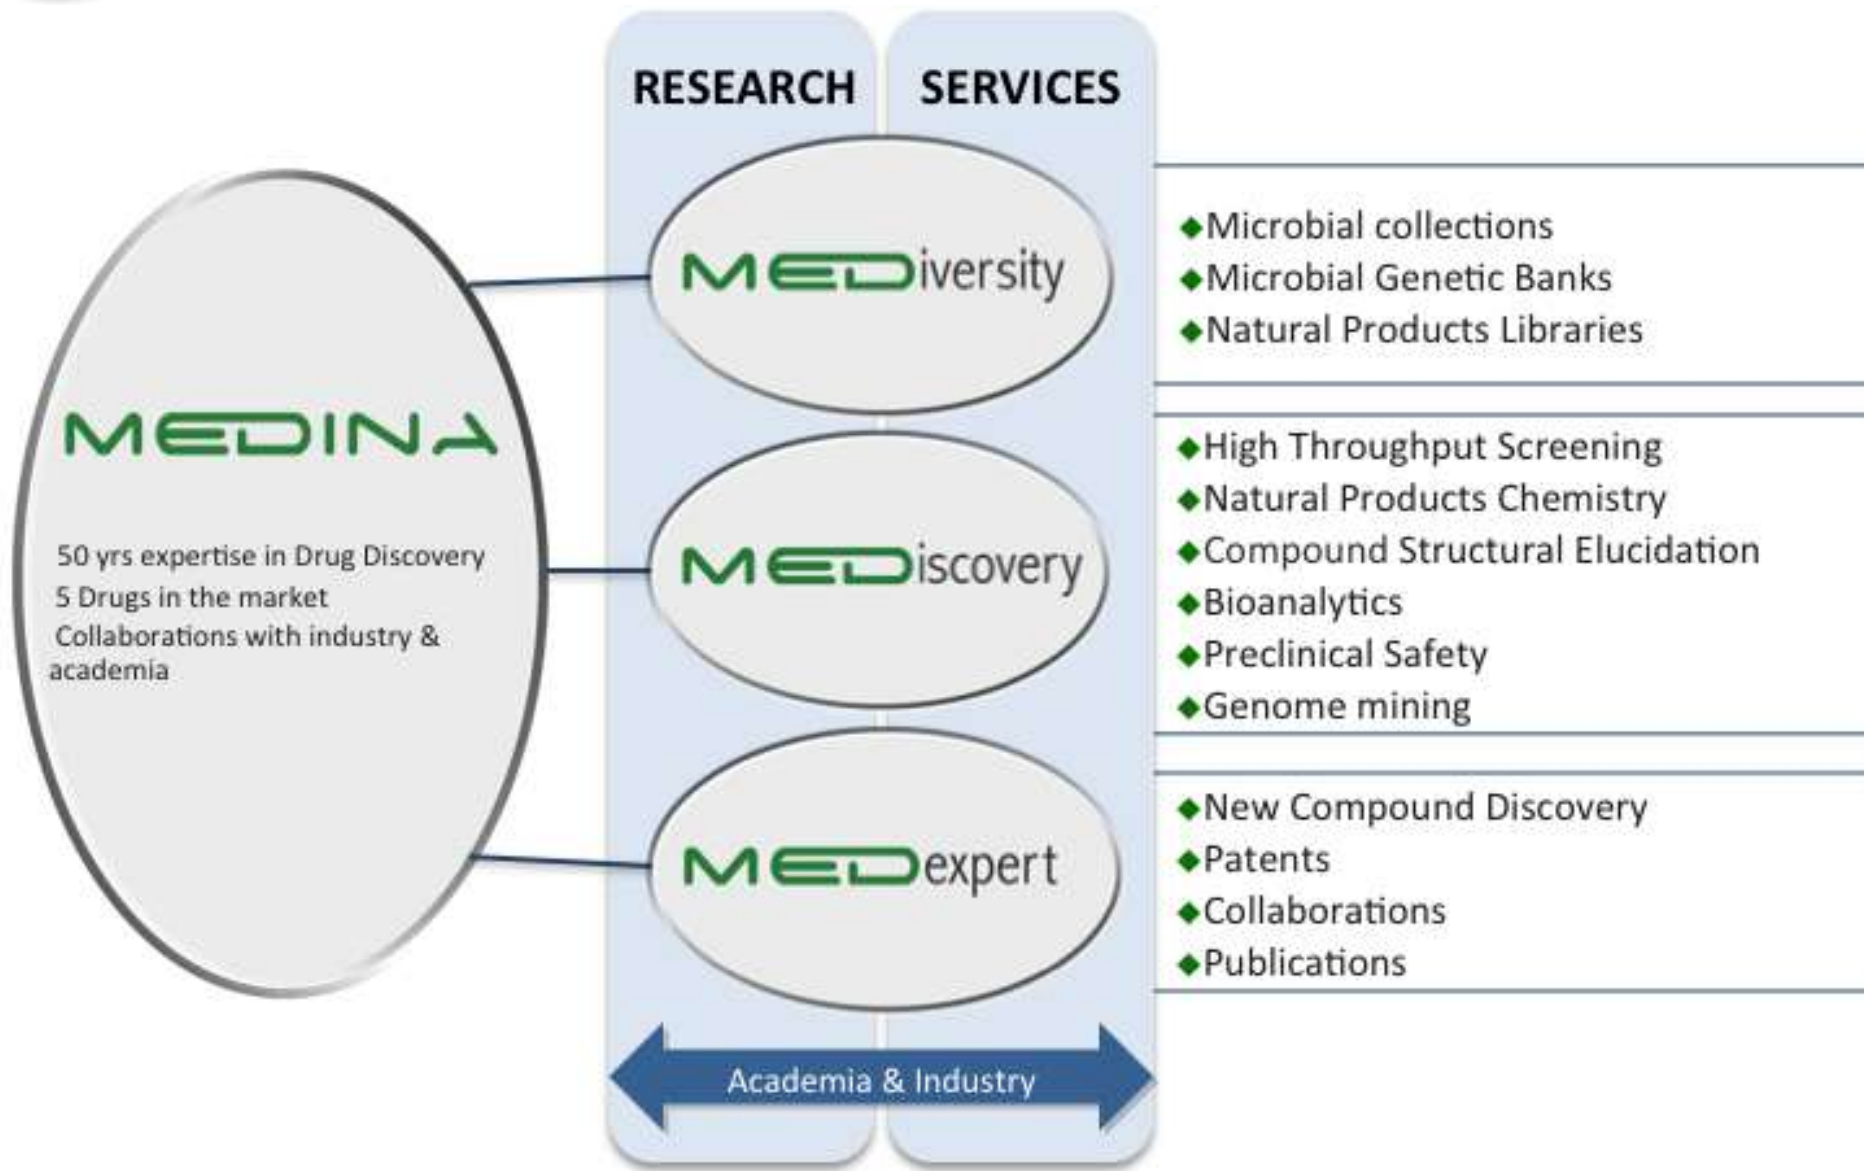 RESEARCH SERVICES
MEDINA
50 yrs expertise in Drug Discovery
5 Drugs in the market
Collaborations with industry &
academia
MEDiversity
◆Microbial collections
◆Microbial Genetic Banks
◆Natural Products Libraries
MEDiscovery
◆High Throughput Screening
◆Natural Products Chemistry
◆Compound Structural Elucidation
◆Bioanalytics
◆Preclinical Safety
◆Genome mining
MEDexpert
◆New Compound Discovery
◆Patents
◆Collaborations
◆Publications
Academia & Industry